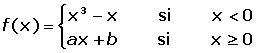 f(x) = { x³ − x si x < 0
ax + b si x ≥ 0